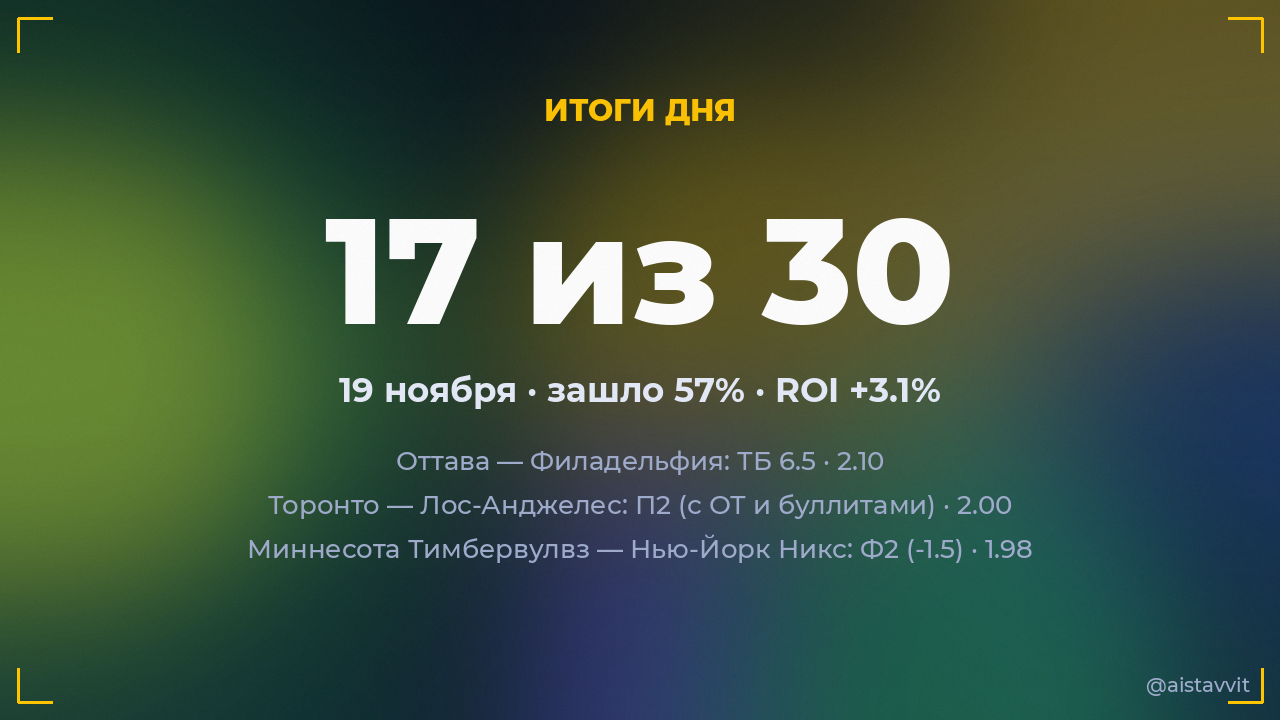 ИТОГИ ДНЯ
17 из 30
19 ноября · зашло 57% · ROI +3.1%
Оттава — Филадельфия: ТБ 6.5 · 2.10
Торонто — Лос-Анджелес: П2 (с ОТ и буллитами) · 2.00
Миннесота Тимбервулвз — Нью-Йорк Никс: Ф2 (-1.5) · 1.98
@aistavvit